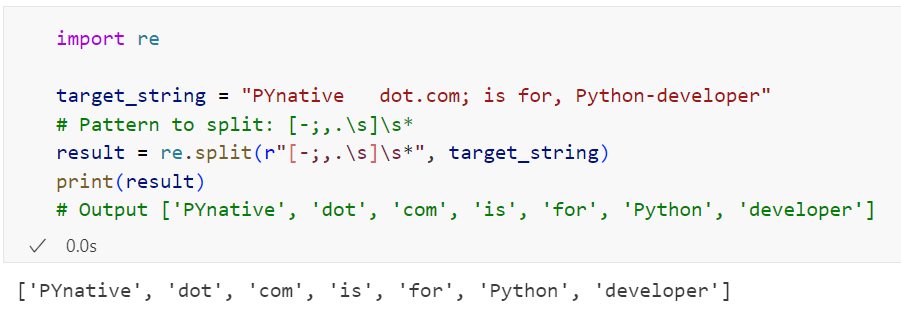 import re
target_string = "PYnative   dot.com; is for, Python-developer"
# Pattern to split: [-;,.\s]\s*
result = re.split(r"[-;,.\s]\s*", target_string)
print(result)
# Output ['PYnative', 'dot', 'com', 'is', 'for', 'Python', 'developer']
✓ 0.0s
['PYnative', 'dot', 'com', 'is', 'for', 'Python', 'developer']